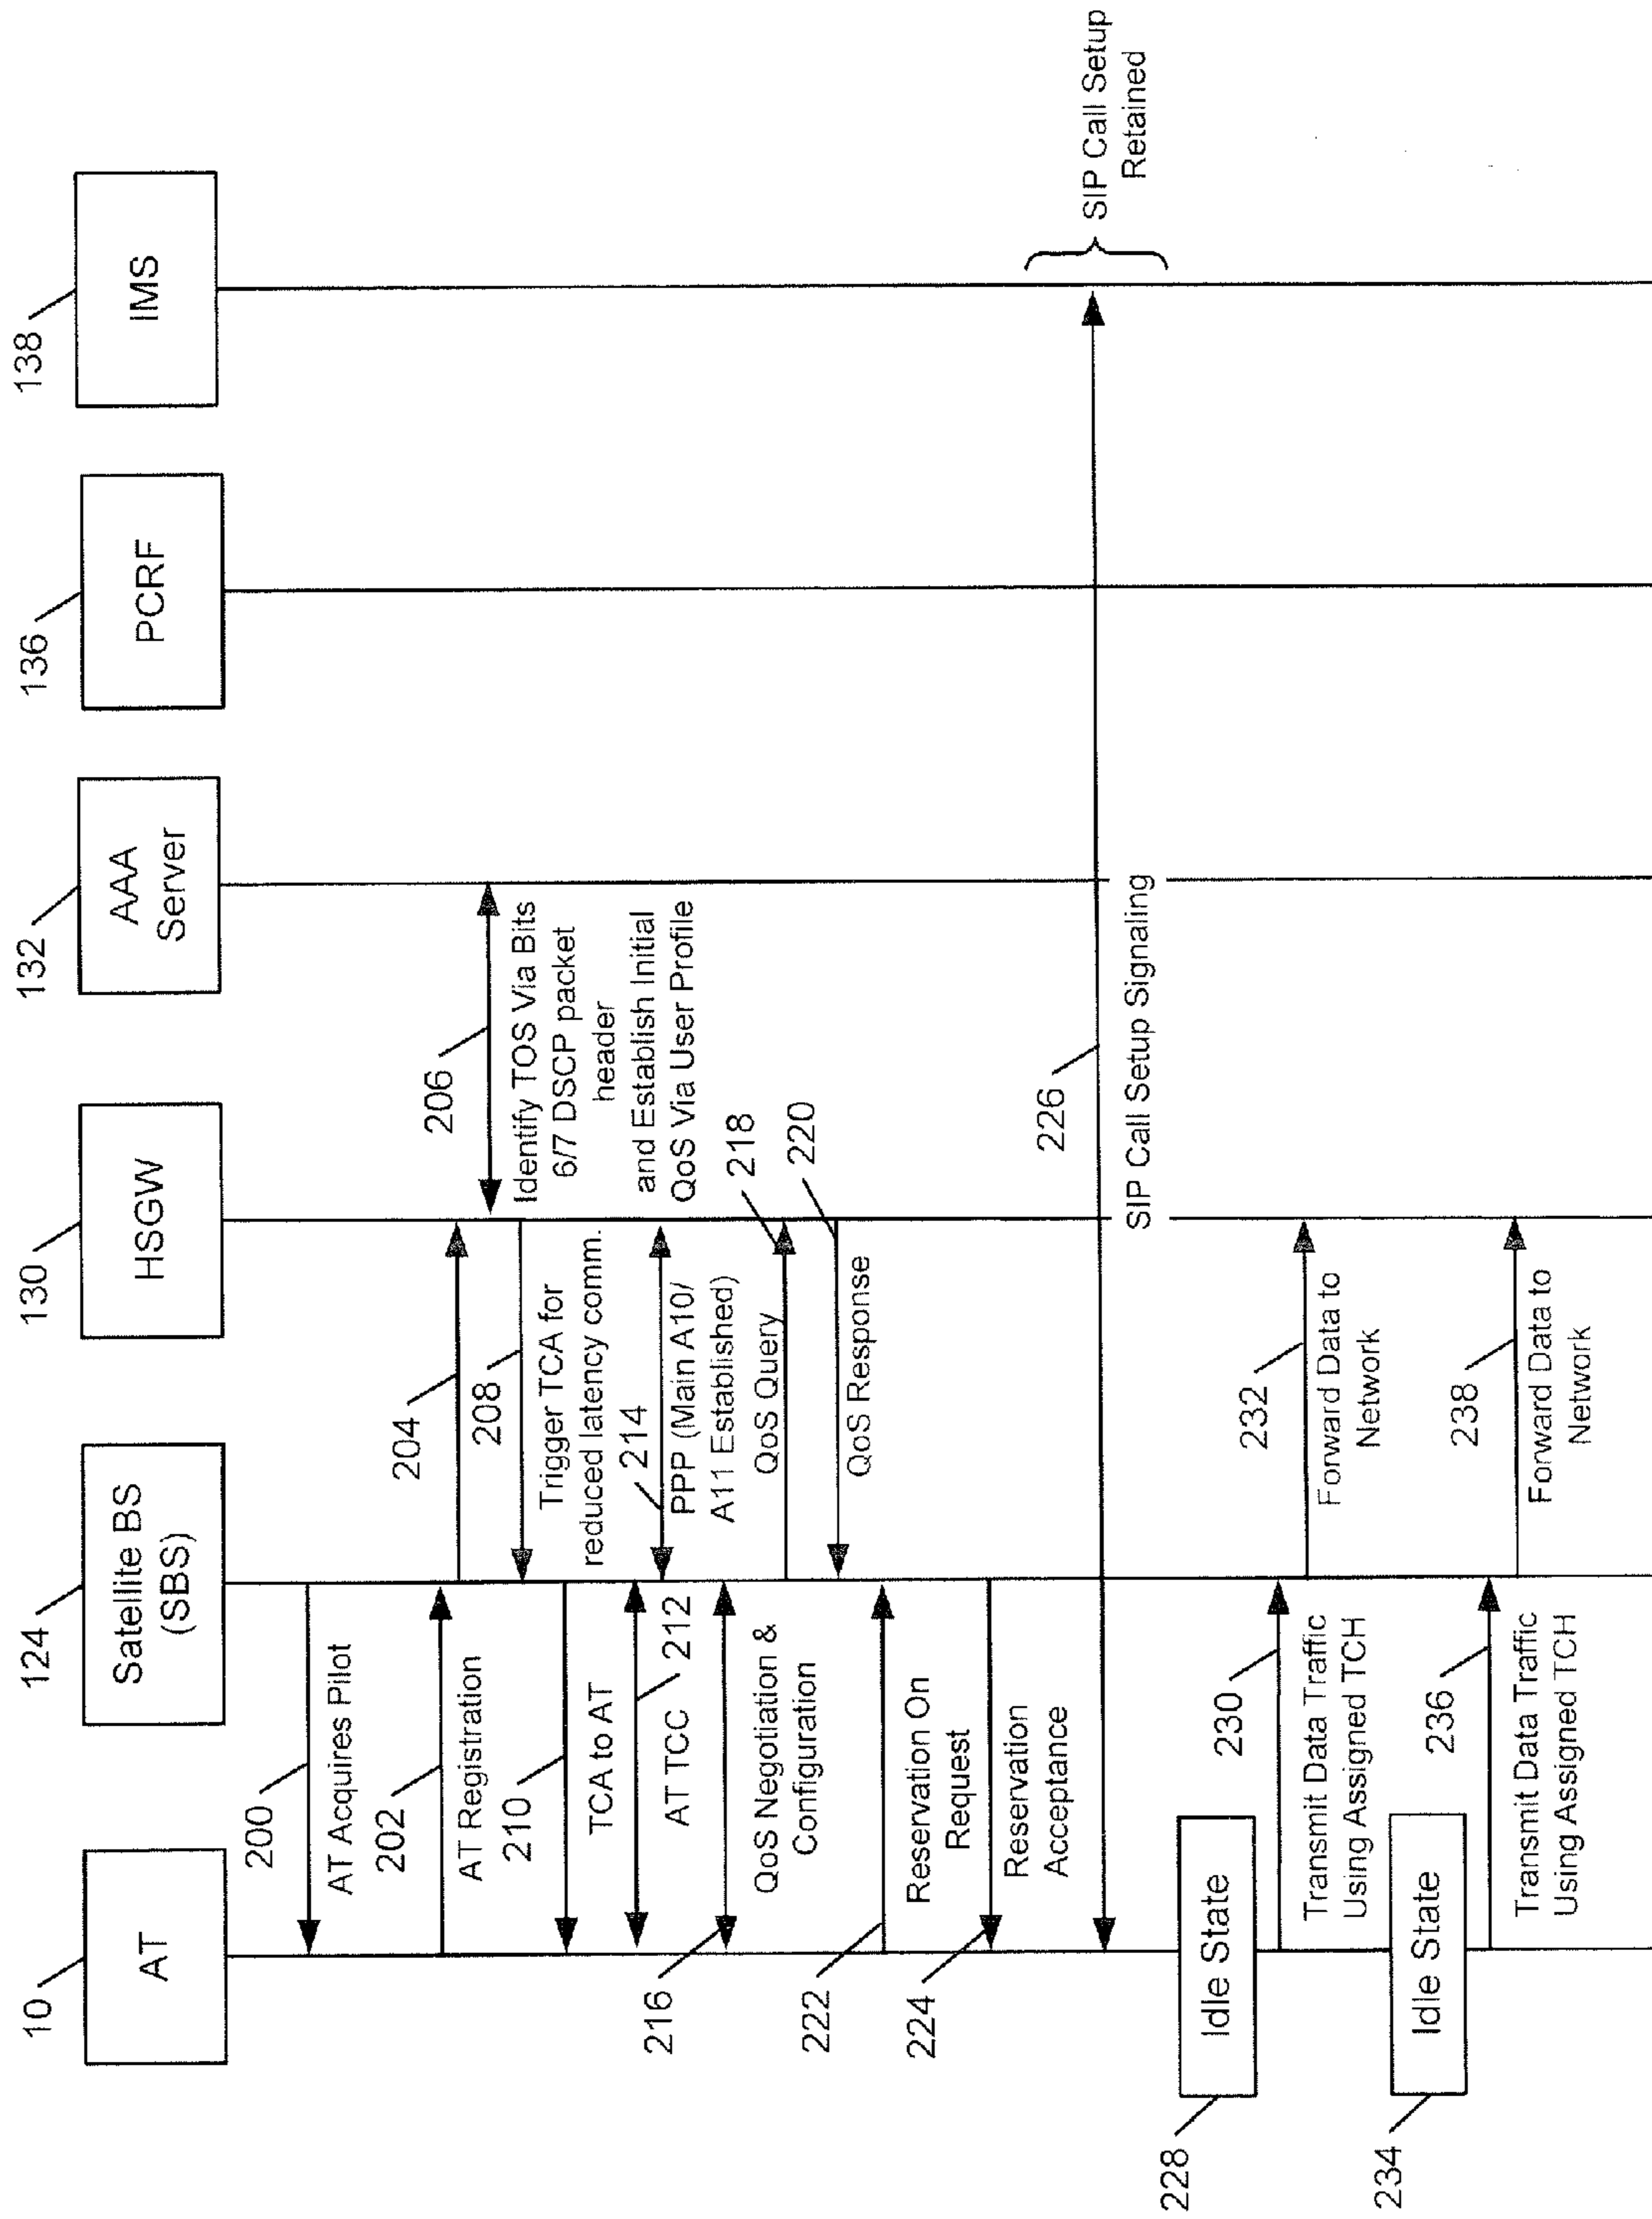 10
AT
124
Satellite BS
(SBS)
130
HSGW
132
AAA
Server
136
PCRF
138
IMS
200
AT Acquires Pilot
202
AT Registration
204
206
Identify TOS Via Bits
6/7 DSCP packet
header
and Establish Initial
QoS Via User Profile
208
Trigger TCA for
reduced latency comm.
210
TCA to AT
212
AT TCC
214
PPP (Main A10/
A11 Established)
216
QoS Negotiation &
Configuration
218
QoS Query
220
QoS Response
222
Reservation On
Request
224
Reservation
Acceptance
226
SIP Call Setup Signaling
SIP Call Setup
Retained
228
Idle State
230
Transmit Data Traffic
Using Assigned TCH
232
Forward Data to
Network
234
Idle State
236
Transmit Data Traffic
Using Assigned TCH
238
Forward Data to
Network